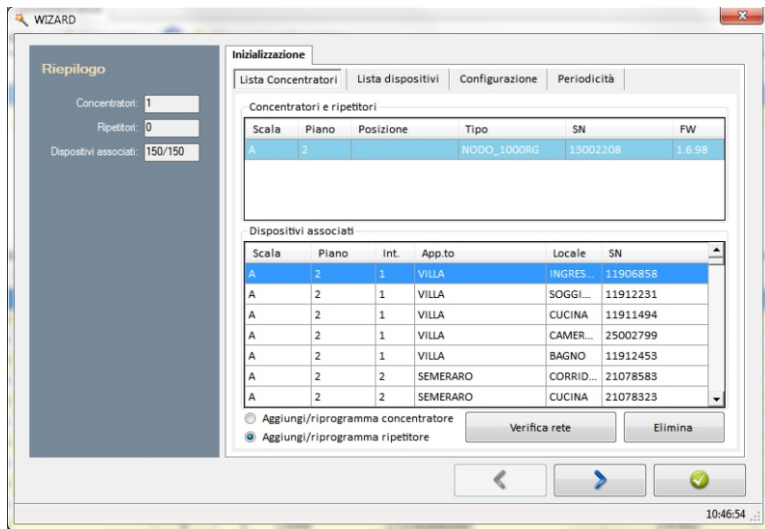 WIZARD
Riepilogo
Concentratori: 1
Ripetitori: 0
Dispositivi associati: 150/150
Inizializzazione
Lista Concentratori Lista dispositivi Configurazione Periodicità
Concentratori e ripetitori
Scala Piano Posizione Tipo SN FW
A 2 NODO_1000RG 13002208 1.6.98
Dispositivi associati
Scala Piano Int. App.to Locale SN
A 2 1 VILLA INGRES... 11906858
A 2 1 VILLA SOGGI... 11912231
A 2 1 VILLA CUCINA 11911494
A 2 1 VILLA CAMER... 25002799
A 2 1 VILLA BAGNO 11912453
A 2 2 SEMERARO CORRID... 21078583
A 2 2 SEMERARO CUCINA 21078323
Aggiungi/riprogramma concentratore
Aggiungi/riprogramma ripetitore
Verifica rete Elimina
10:46:54